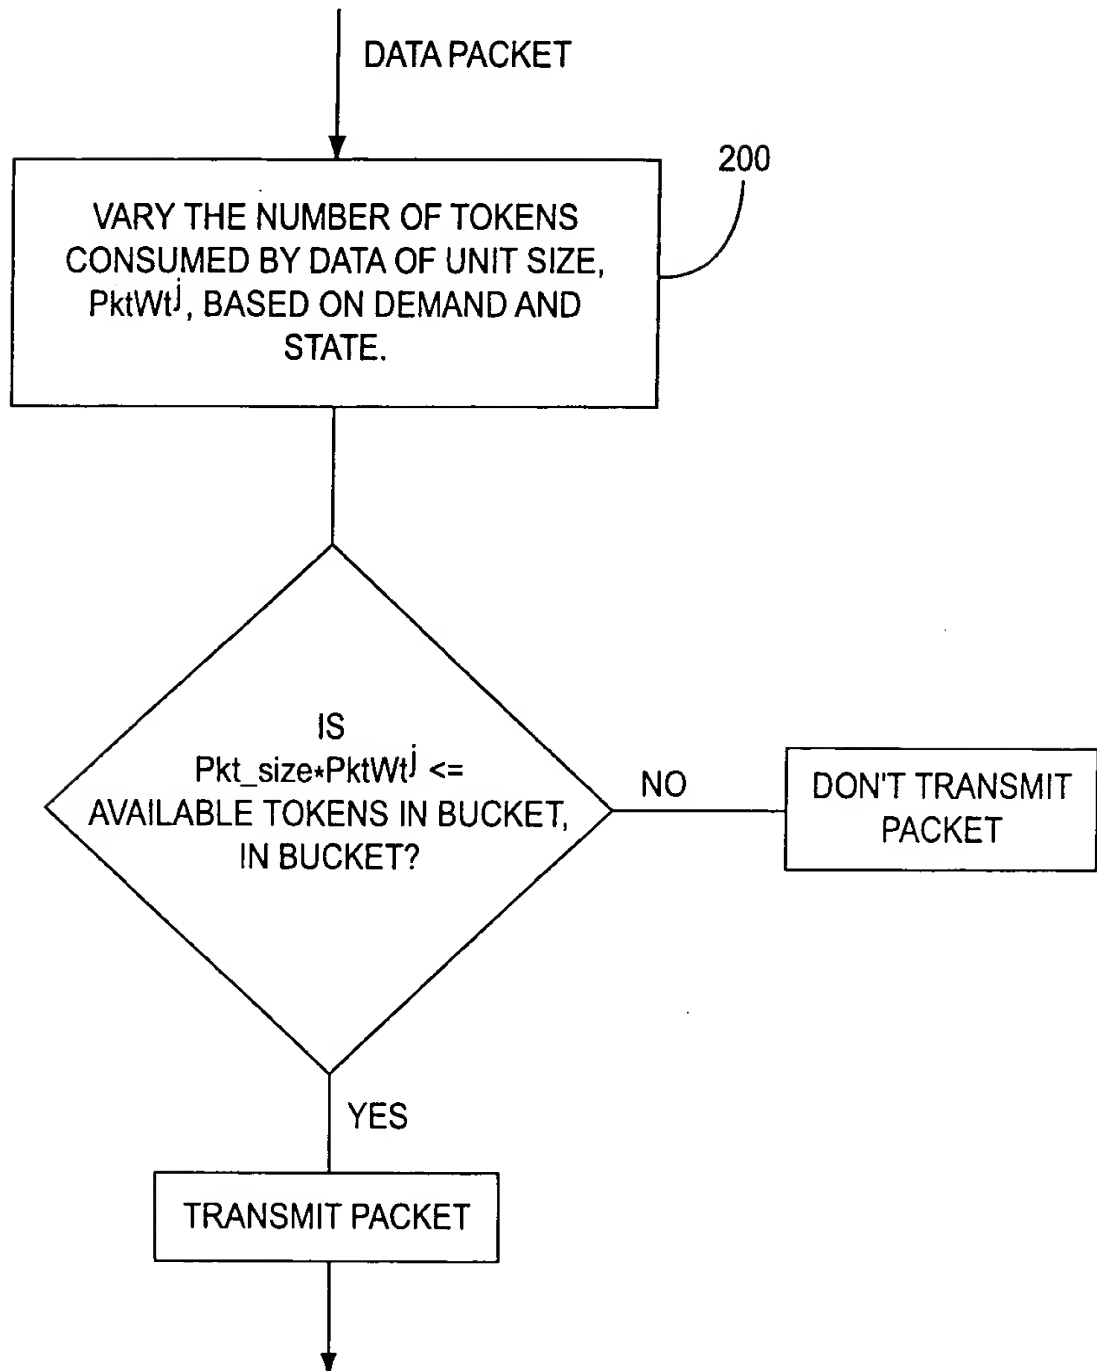 DATA PACKET
200
VARY THE NUMBER OF TOKENS
CONSUMED BY DATA OF UNIT SIZE,
PktWtʲ, BASED ON DEMAND AND
STATE.
IS
Pkt_size*PktWtʲ <=
AVAILABLE TOKENS IN BUCKET,
IN BUCKET?
NO
DON'T TRANSMIT
PACKET
YES
TRANSMIT PACKET